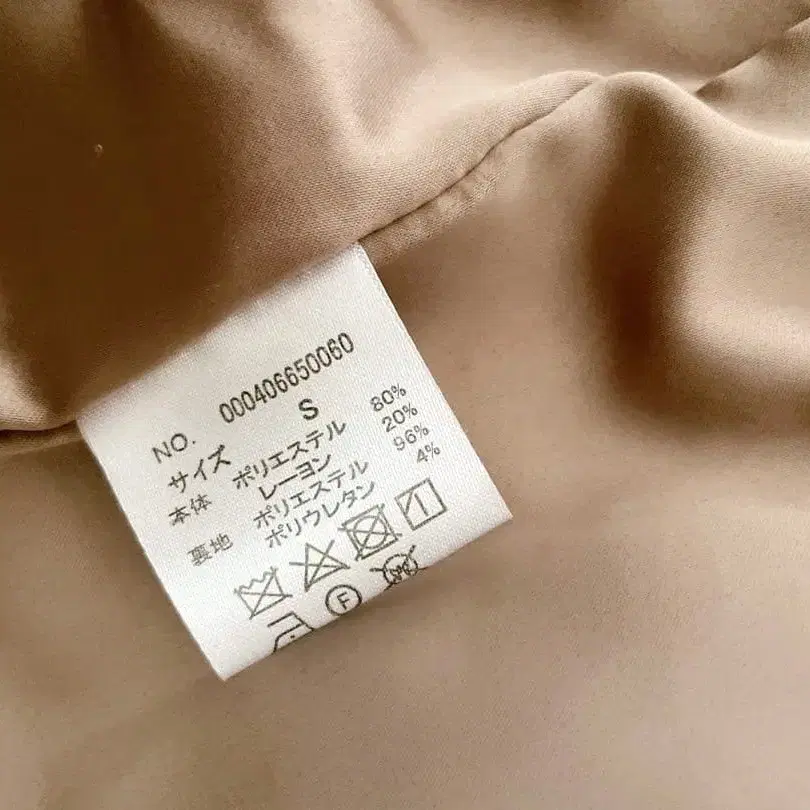 NO. 000406650060
サイズ S
本体 ポリエステル 80%
レーヨン 20%
裏地 ポリエステル 96%
ポリウレタン 4%
F